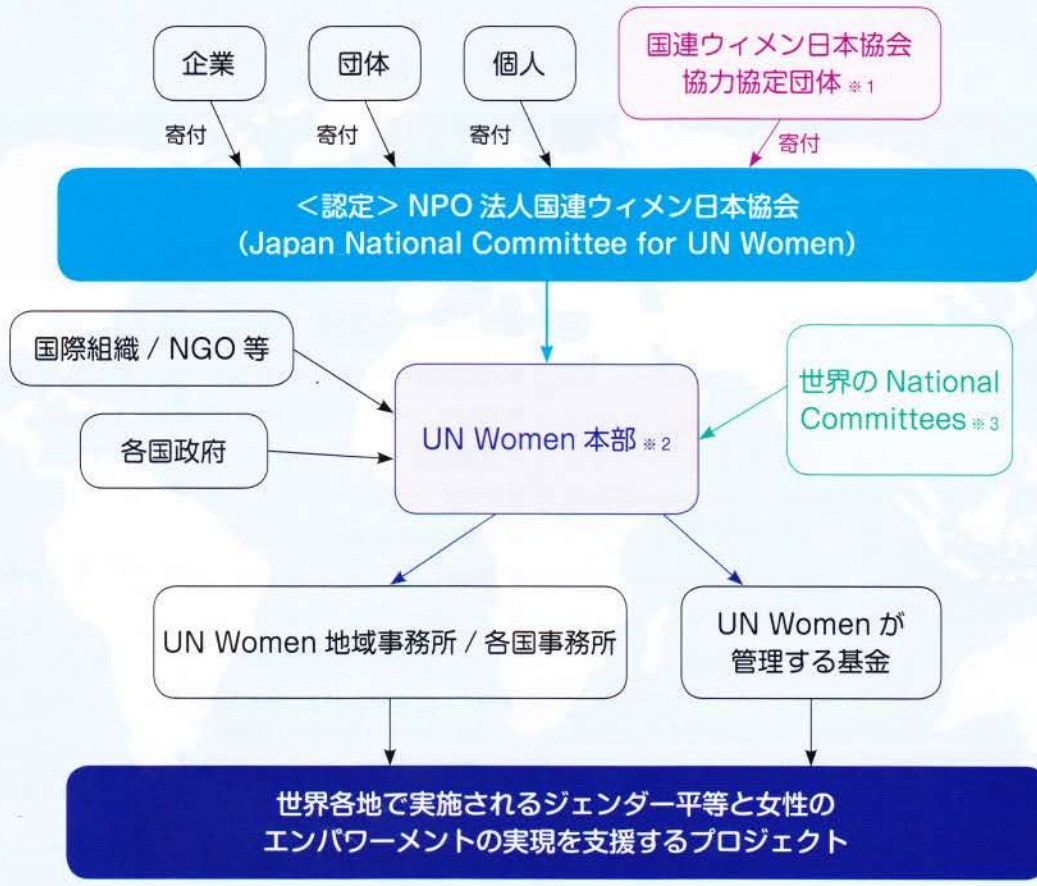 企業
団体
個人
国連ウィメン日本協会
協力協定団体 ※1
寄付
寄付
寄付
寄付
＜認定＞NPO 法人国連ウィメン日本協会
(Japan National Committee for UN Women)
国際組織 / NGO 等
各国政府
UN Women 本部 ※2
世界の National
Committees ※3
UN Women 地域事務所 / 各国事務所
UN Women が
管理する基金
世界各地で実施されるジェンダー平等と女性の
エンパワーメントの実現を支援するプロジェクト